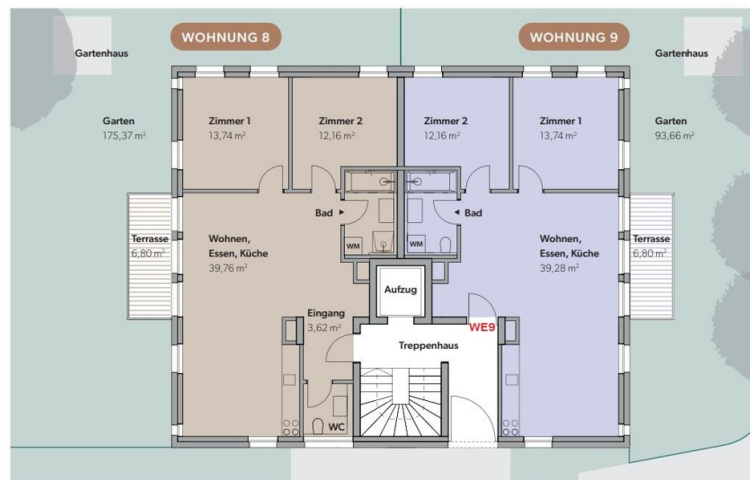 WOHNUNG 8
WOHNUNG 9
Gartenhaus
Gartenhaus
Garten
175,37 m²
Zimmer 1
13,74 m²
Zimmer 2
12,16 m²
Zimmer 2
12,16 m²
Zimmer 1
13,74 m²
Garten
93,66 m²
Bad
Bad
WM
WM
Terrasse
6,80 m²
Wohnen,
Essen, Küche
39,76 m²
Wohnen,
Essen, Küche
39,28 m²
Terrasse
6,80 m²
Aufzug
Eingang
3,62 m²
WE9
Treppenhaus
WC